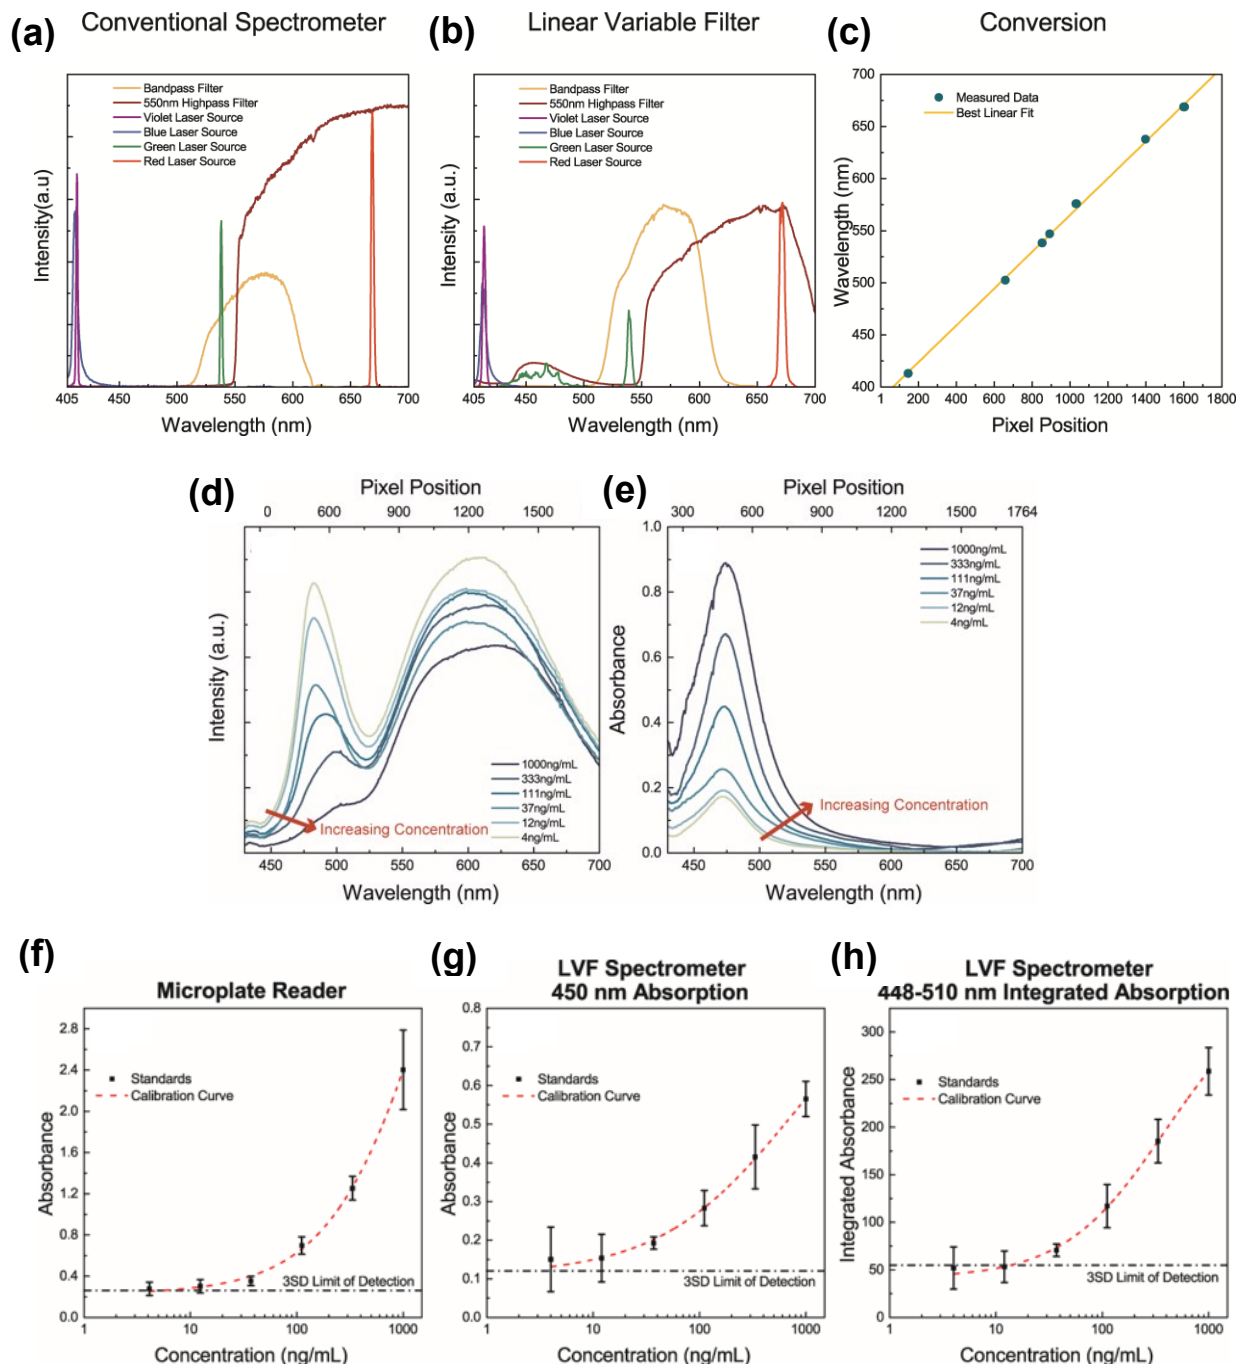 (a) Conventional Spectrometer
Bandpass Filter
550nm Highpass Filter
Violet Laser Source
Blue Laser Source
Green Laser Source
Red Laser Source
Intensity(a.u)
405 450 500 550 600 650 700
Wavelength (nm)
(b) Linear Variable Filter
Bandpass Filter
550nm Highpass Filter
Violet Laser Source
Blue Laser Source
Green Laser Source
Red Laser Source
Intensity (a.u.)
405 450 500 550 600 650 700
Wavelength (nm)
(c) Conversion
Measured Data
Best Linear Fit
Wavelength (nm)
700
675
650
625
600
575
550
525
500
475
450
425
400
1 200 400 600 800 1000 1200 1400 1600 1800
Pixel Position
(d) Pixel Position
0 300 600 900 1200 1500
Intensity (a.u.)
1000ng/mL
333ng/mL
111ng/mL
37ng/mL
12ng/mL
4ng/mL
Increasing Concentration
450 500 550 600 650 700
Wavelength (nm)
(e) Pixel Position
300 600 900 1200 1500 1764
Absorbance
1.0
0.8
0.6
0.4
0.2
0.0
1000ng/mL
333ng/mL
111ng/mL
37ng/mL
12ng/mL
4ng/mL
Increasing Concentration
450 500 550 600 650 700
Wavelength (nm)
(f) Microplate Reader
Absorbance
2.8
2.4
2.0
1.6
1.2
0.8
0.4
0.0
Standards
Calibration Curve
3SD Limit of Detection
1 10 100 1000
Concentration (ng/mL)
(g) LVF Spectrometer
450 nm Absorption
Absorbance
0.8
0.7
0.6
0.5
0.4
0.3
0.2
0.1
0.0
Standards
Calibration Curve
3SD Limit of Detection
1 10 100 1000
Concentration (ng/mL)
(h) LVF Spectrometer
448-510 nm Integrated Absorption
Integrated Absorbance
300
275
250
225
200
175
150
125
100
75
50
25
0
Standards
Calibration Curve
3SD Limit of Detection
1 10 100 1000
Concentration (ng/mL)